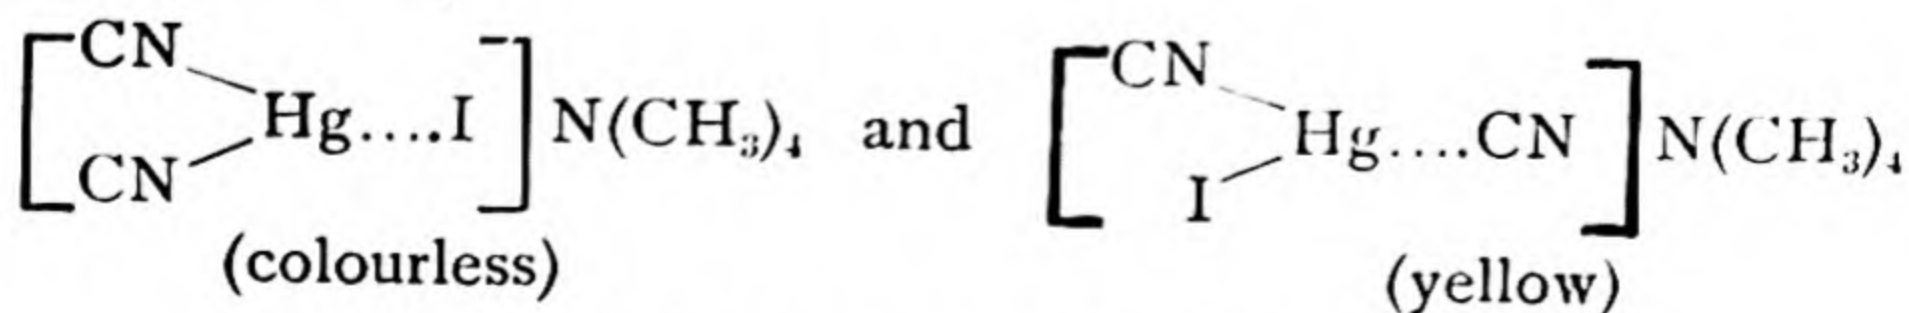 CN CN
Hg....I N(CH₃)₄ and Hg....CN N(CH₃)₄
CN I
(colourless) (yellow)